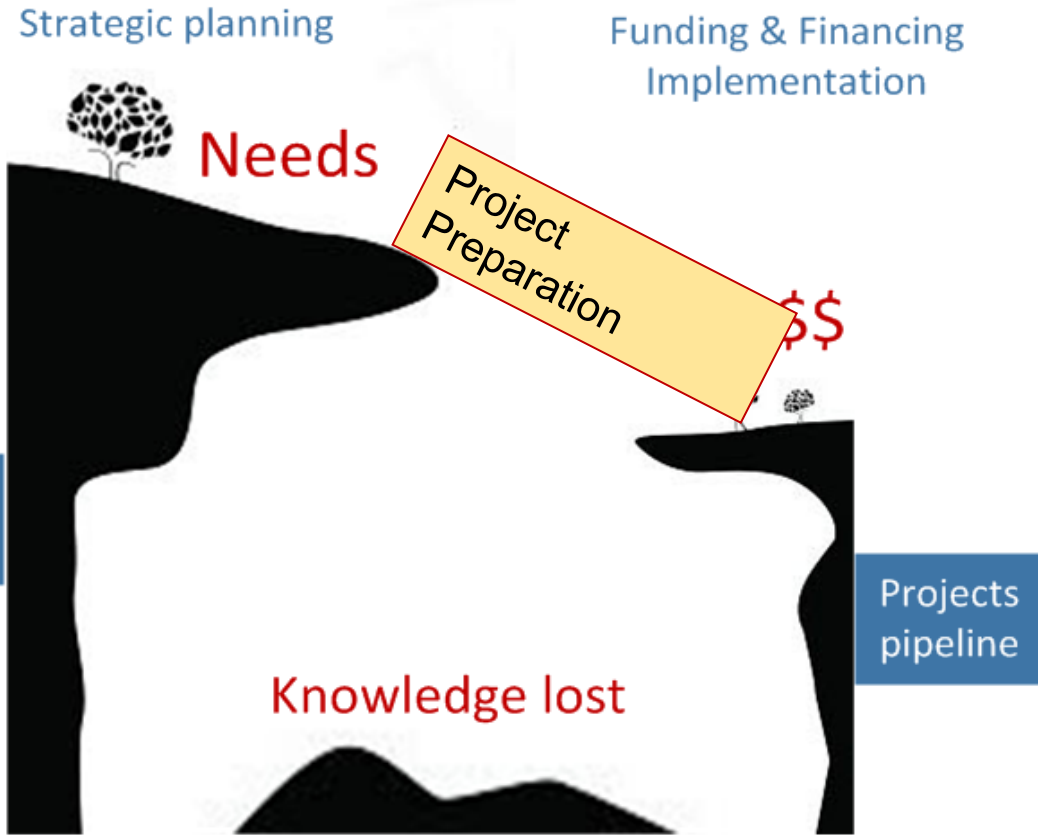 Strategic planning
Funding & Financing
Implementation
Needs
Project
Preparation
$$
Projects
pipeline
Knowledge lost